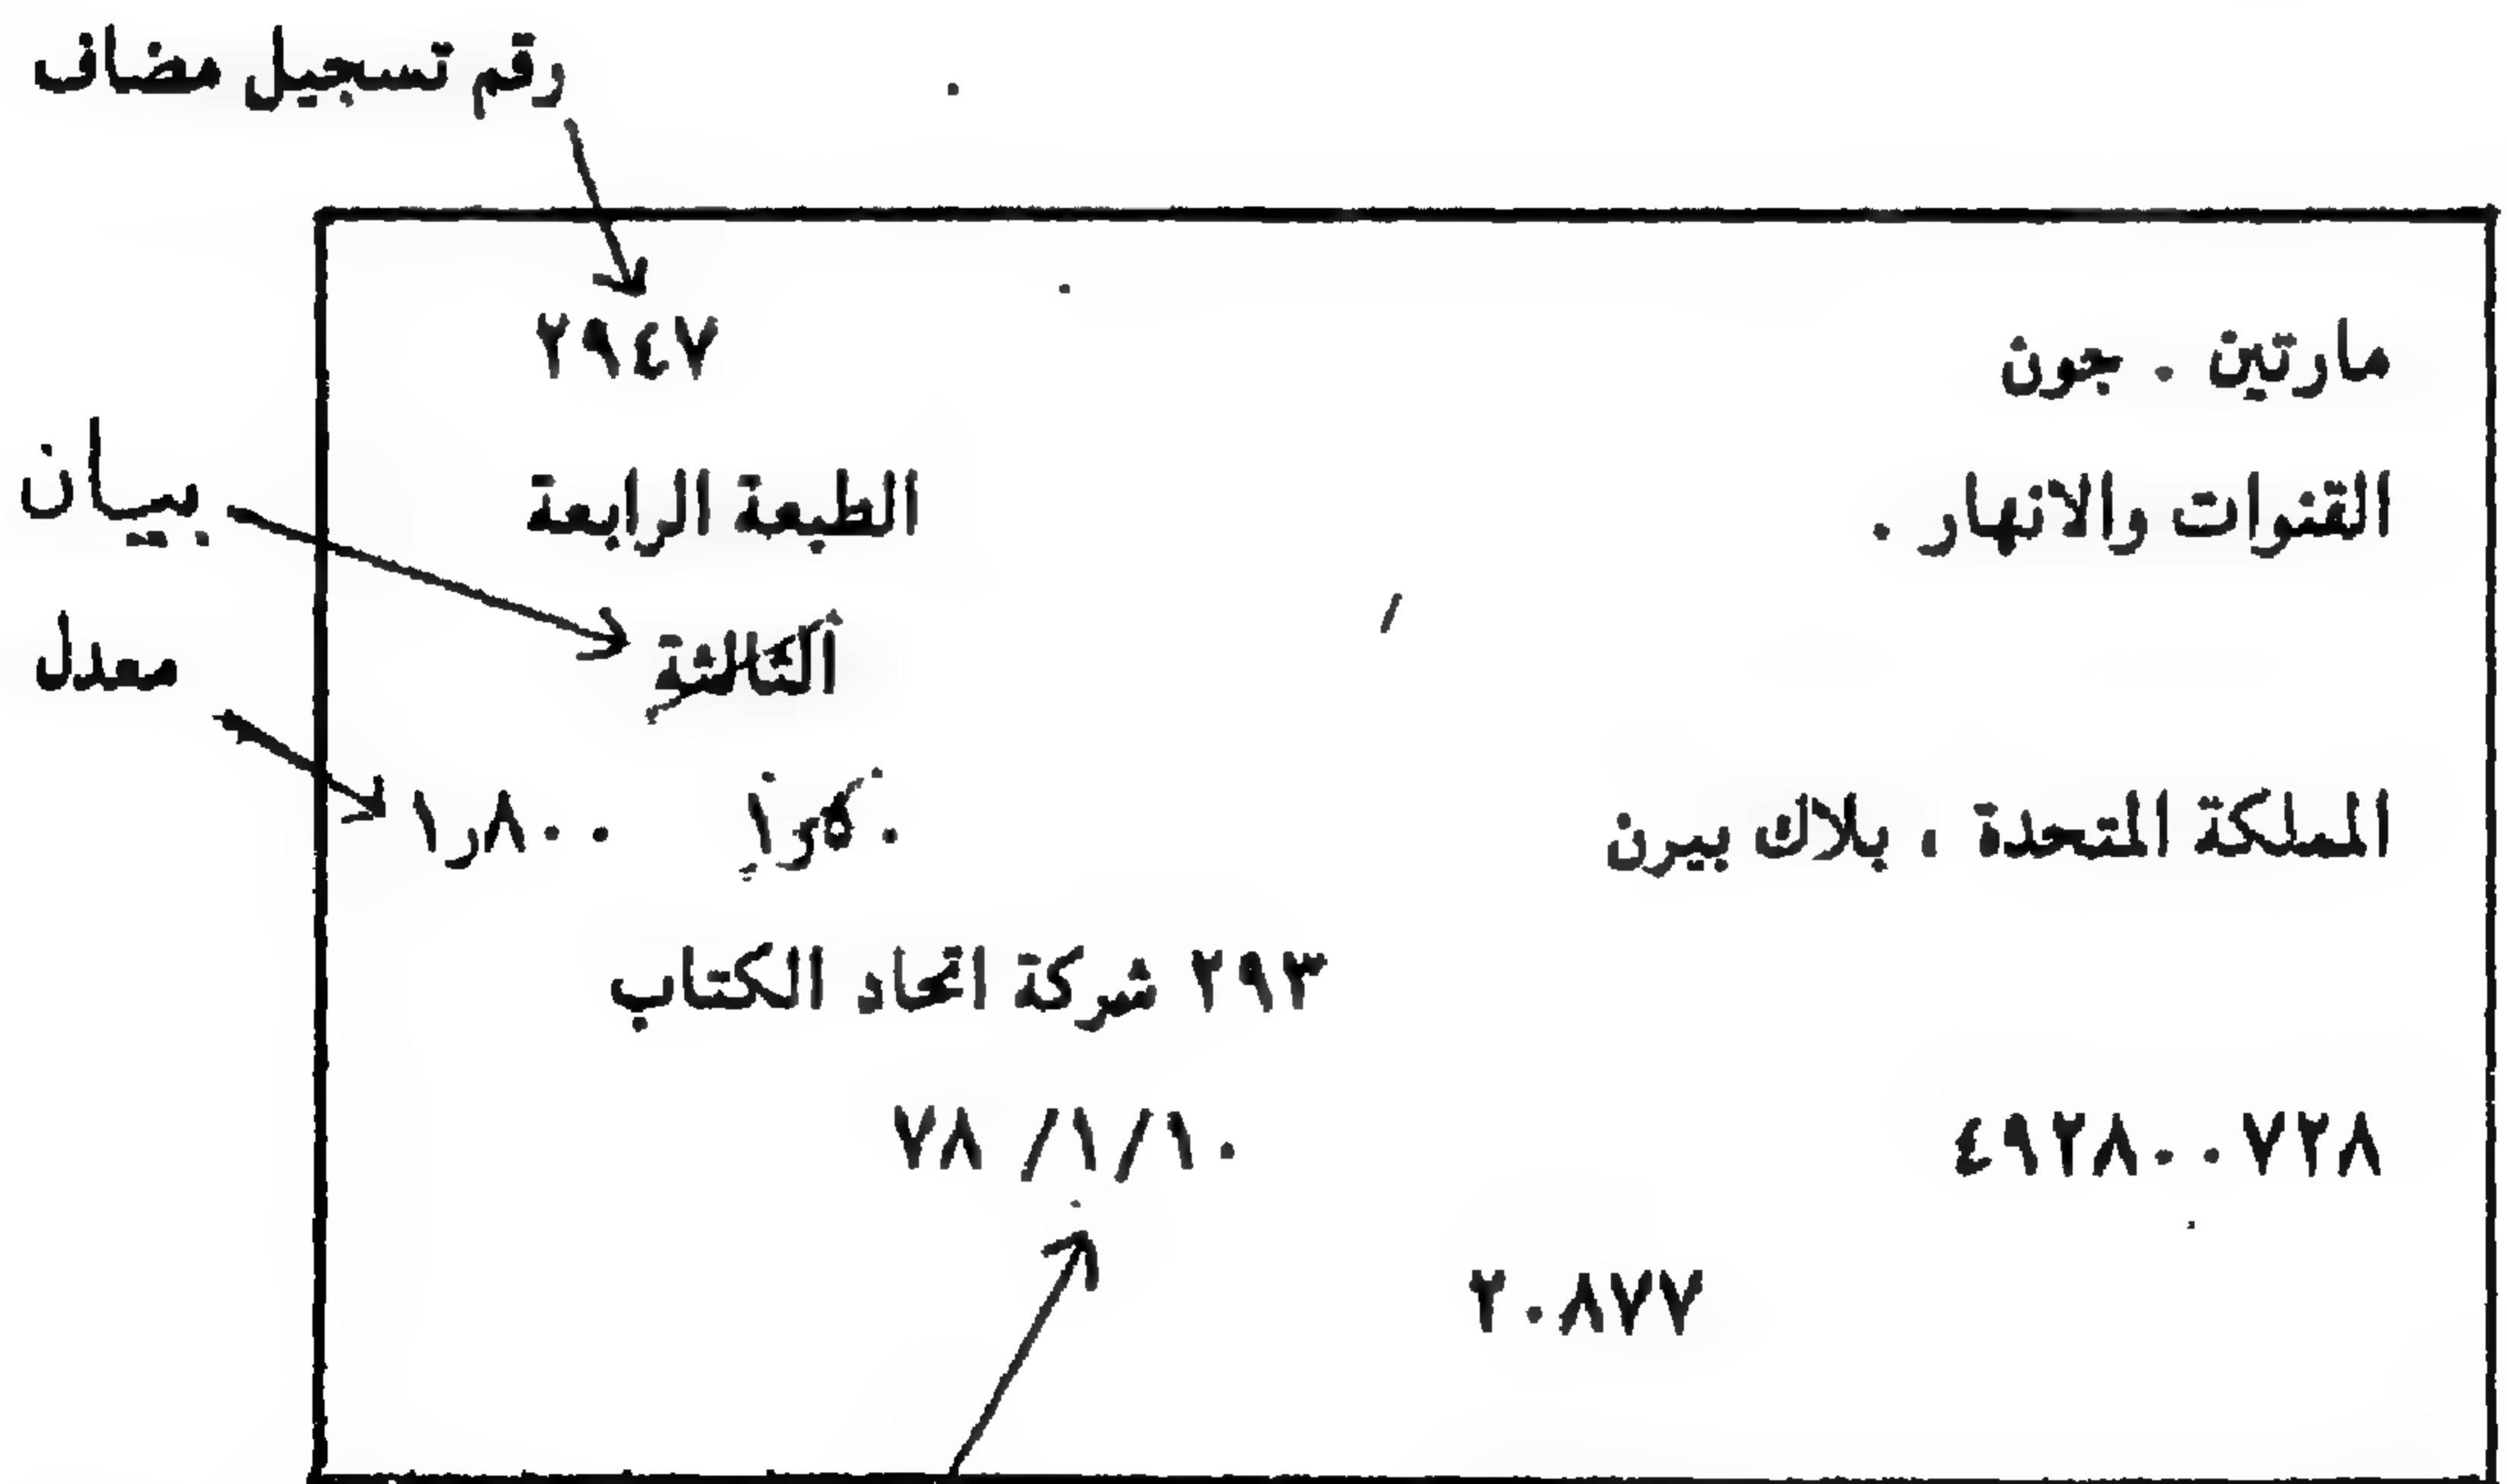 رقم تسجيل مضاف
مارتين . جون ٢٩٤٧
القنوات والانهار . الطبعة الرابعة
بيان
الثالثة
معدل
المملكة المتحدة ، بلاك بيرن ١٫٨٠٠
٢٩٣ شركة اتحاد الكتاب
٤٩٢٨٠٠٧٢٨ ١٠/١/ ٧٨
٢٠٨٧٧